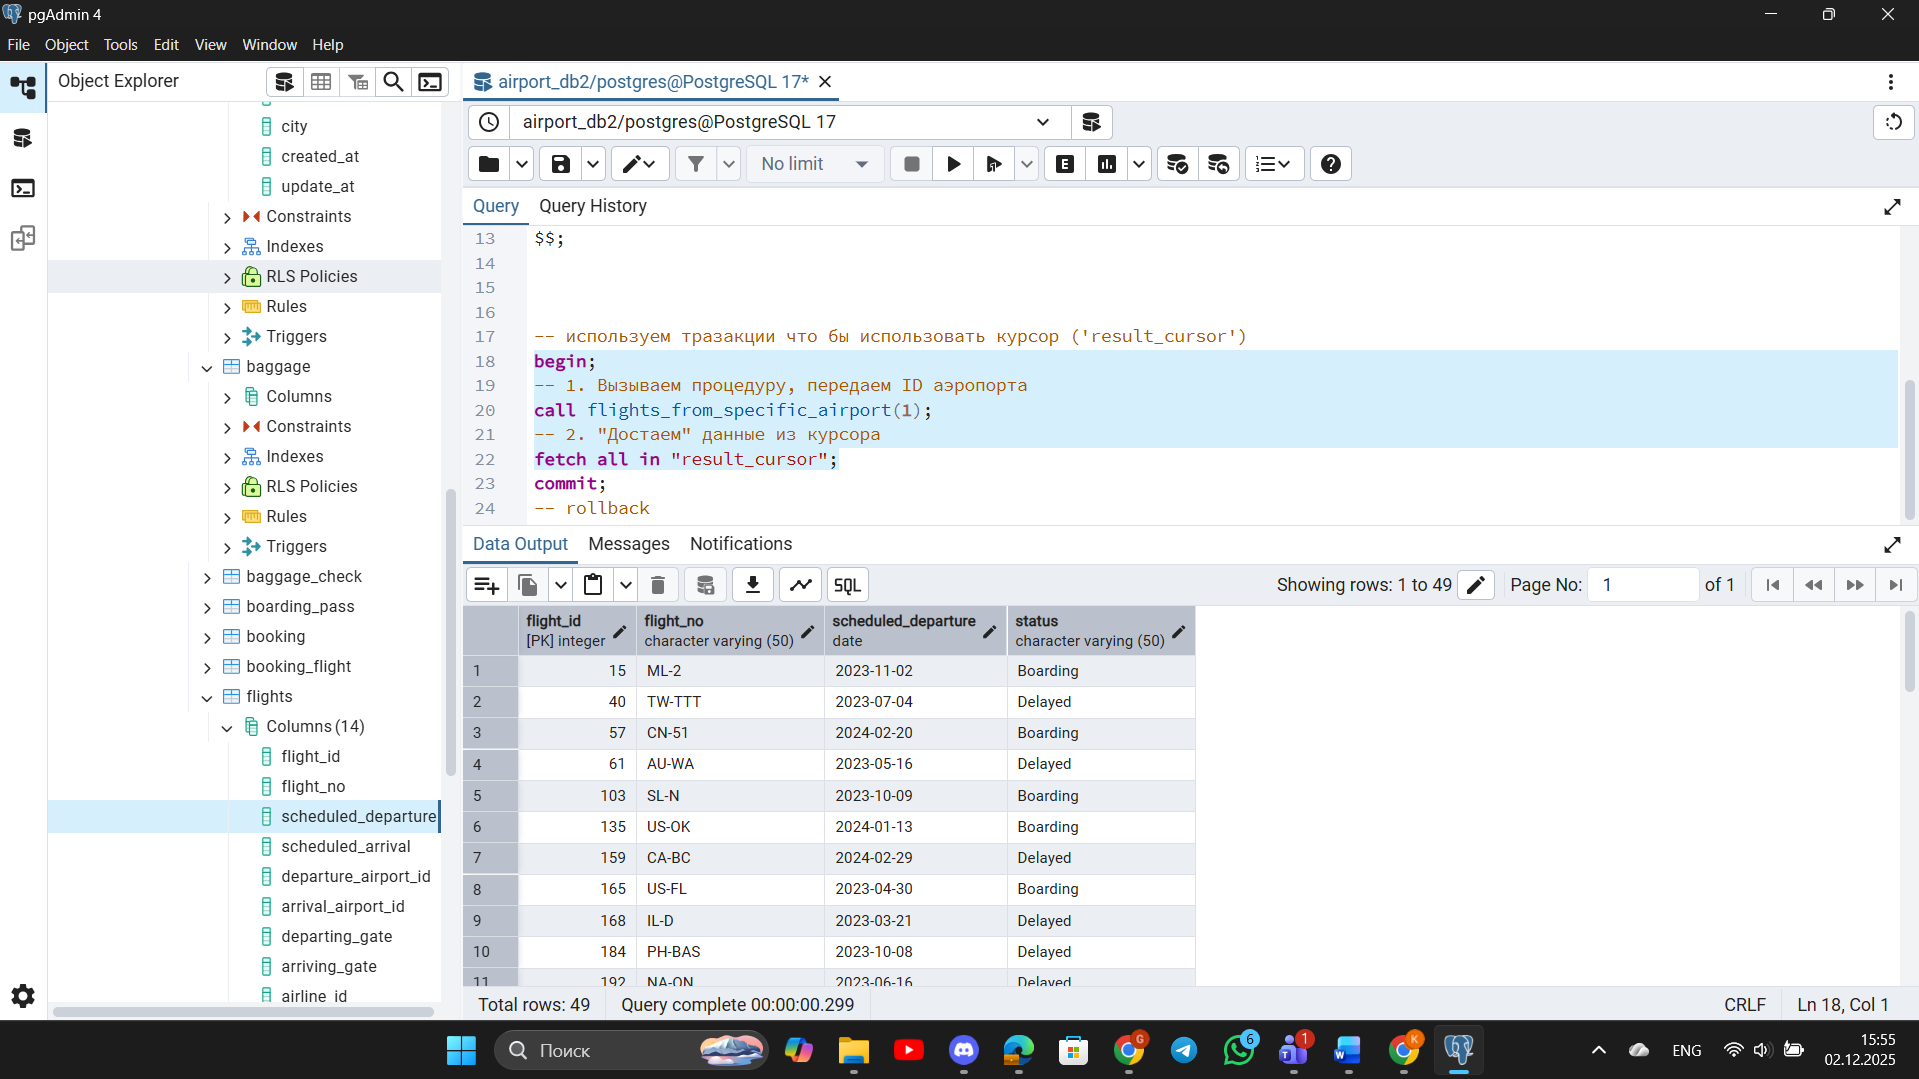 pgAdmin 4
File Object Tools Edit View Window Help
Object Explorer
airport_db2/postgres@PostgreSQL 17*
airport_db2/postgres@PostgreSQL 17
No limit
E
Query Query History
city
created_at
update_at
Constraints
Indexes
RLS Policies
Rules
Triggers
baggage
Columns
Constraints
Indexes
RLS Policies
Rules
Triggers
baggage_check
boarding_pass
booking
booking_flight
flights
Columns (14)
flight_id
flight_no
scheduled_departure
scheduled_arrival
departure_airport_id
arrival_airport_id
departing_gate
arriving_gate
airline_id
13 $$;
14
15
16
17 -- используем тразакции что бы использовать курсор ('result_cursor')
18 begin;
19 -- 1. Вызываем процедуру, передаем ID аэропорта
20 call flights_from_specific_airport(1);
21 -- 2. "Достаем" данные из курсора
22 fetch all in "result_cursor";
23 commit;
24 -- rollback
Data Output Messages Notifications
SQL
Showing rows: 1 to 49 Page No: 1 of 1
flight_id flight_no scheduled_departure status
[PK] integer character varying (50) date character varying (50)
1 15 ML-2 2023-11-02 Boarding
2 40 TW-TTT 2023-07-04 Delayed
3 57 CN-51 2024-02-20 Boarding
4 61 AU-WA 2023-05-16 Delayed
5 103 SL-N 2023-10-09 Boarding
6 135 US-OK 2024-01-13 Boarding
7 159 CA-BC 2024-02-29 Delayed
8 165 US-FL 2023-04-30 Boarding
9 168 IL-D 2023-03-21 Delayed
10 184 PH-BAS 2023-10-08 Delayed
11 192 NA-ON 2023-06-16 Delayed
Total rows: 49 Query complete 00:00:00.299 CRLF Ln 18, Col 1
Поиск
G
6
1
W
K
ENG
15:55
02.12.2025